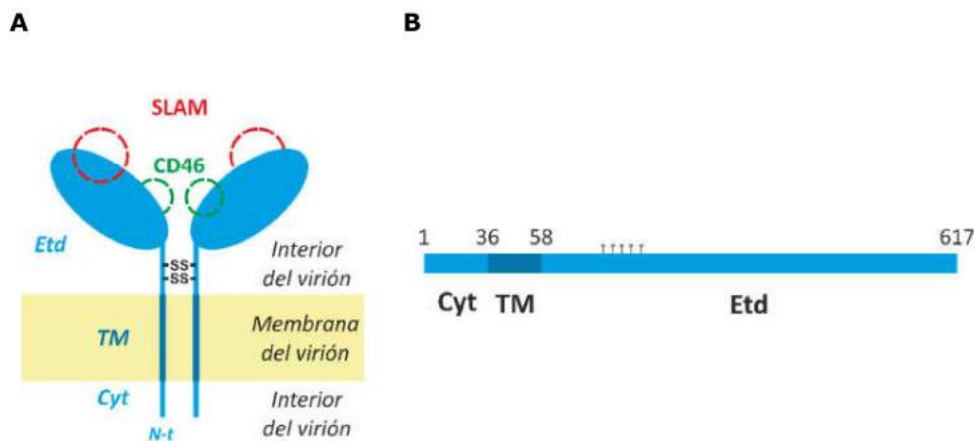 A
B
SLAM
CD46
Etd
SS
SS
Interior
del virión
TM
Membrana
del virión
Cyt
Interior
del virión
N-t
1 36 58 617
Cyt TM Etd